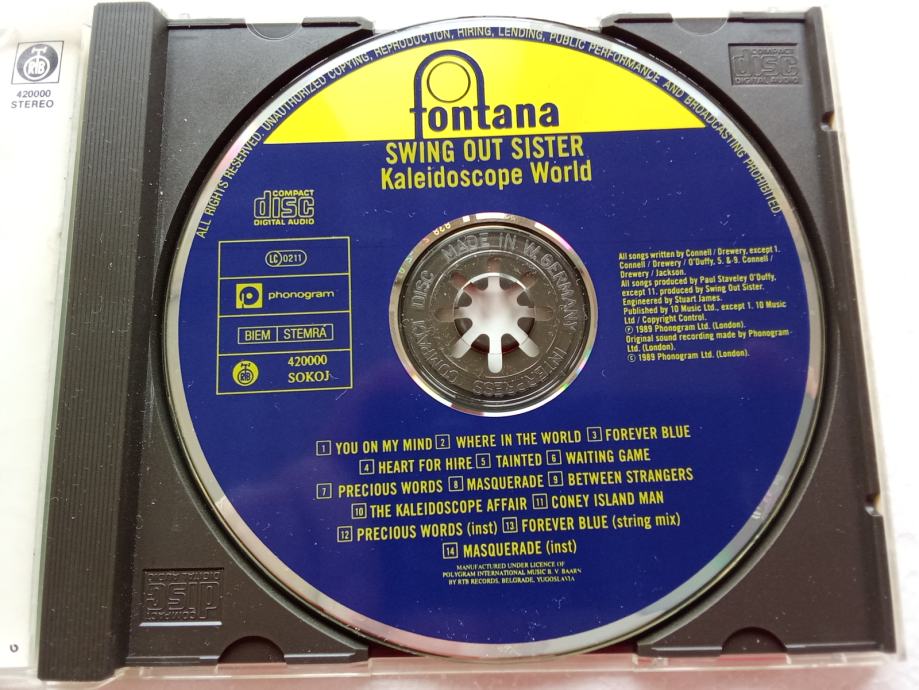 RTB
420000
STEREO
ALL RIGHTS RESERVED. UNAUTHORIZED COPYING, REPRODUCTION, HIRING, LENDING, PUBLIC PERFORMANCE AND BROADCASTING PROHIBITED.
fontana
SWING OUT SISTER
Kaleidoscope World
COMPACT
disc
DIGITAL AUDIO
COMPACT
disc
DIGITAL AUDIO
LC 0211
phonogram
BIEM STEMRA
RTB 420000
SOKOJ
MADE IN W. GERMANY
COMPACT DISC
All songs written by Connell / Drewery, except 1.
Connell / Drewery / O'Duffy, 5. & 9. Connell /
Drewery / Jackson.
All songs produced by Paul Staveley O'Duffy,
except 11. produced by Swing Out Sister.
Engineered by Stuart James.
Published by 10 Music Ltd., except 1. 10 Music
Ltd / Copyright Control.
℗ 1989 Phonogram Ltd. (London).
Original sound recording made by Phonogram
Ltd. (London).
© 1989 Phonogram Ltd. (London).
1 YOU ON MY MIND 2 WHERE IN THE WORLD 3 FOREVER BLUE
4 HEART FOR HIRE 5 TAINTED 6 WAITING GAME
7 PRECIOUS WORDS 8 MASQUERADE 9 BETWEEN STRANGERS
10 THE KALEIDOSCOPE AFFAIR 11 CONEY ISLAND MAN
12 PRECIOUS WORDS (inst) 13 FOREVER BLUE (string mix)
14 MASQUERADE (inst)
MANUFACTURED UNDER LICENCE OF
POLYGRAM INTERNATIONAL MUSIC B. V. BAARN
BY RTB RECORDS, BELGRADE, YUGOSLAVIA
COMPACT
disc
DIGITAL AUDIO